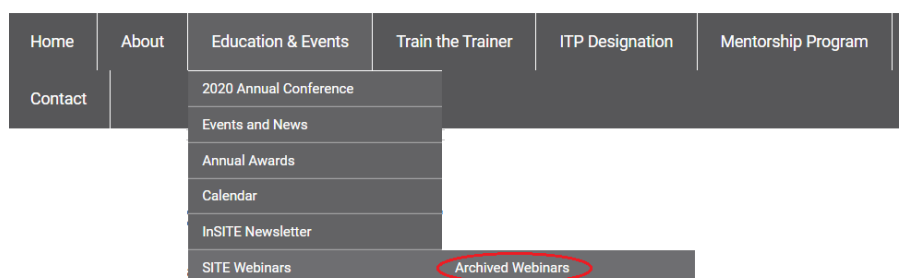 Home About Education & Events Train the Trainer ITP Designation Mentorship Program
Contact
2020 Annual Conference
Events and News
Annual Awards
Calendar
InSITE Newsletter
SITE Webinars Archived Webinars